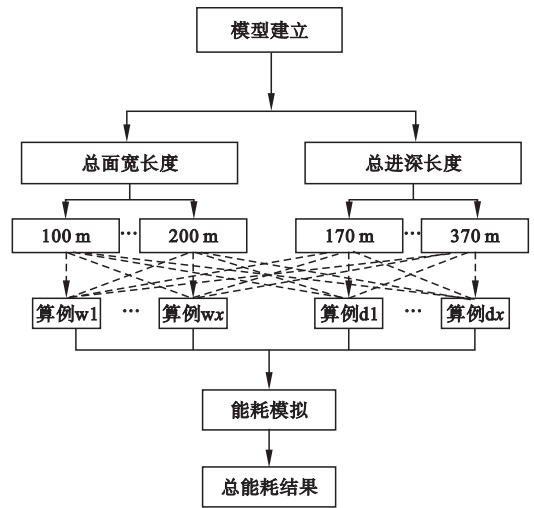 模型建立
总面宽长度
总进深长度
100 m ··· 200 m
170 m ··· 370 m
算例w1 ··· 算例wx
算例d1 ··· 算例dx
能耗模拟
总能耗结果